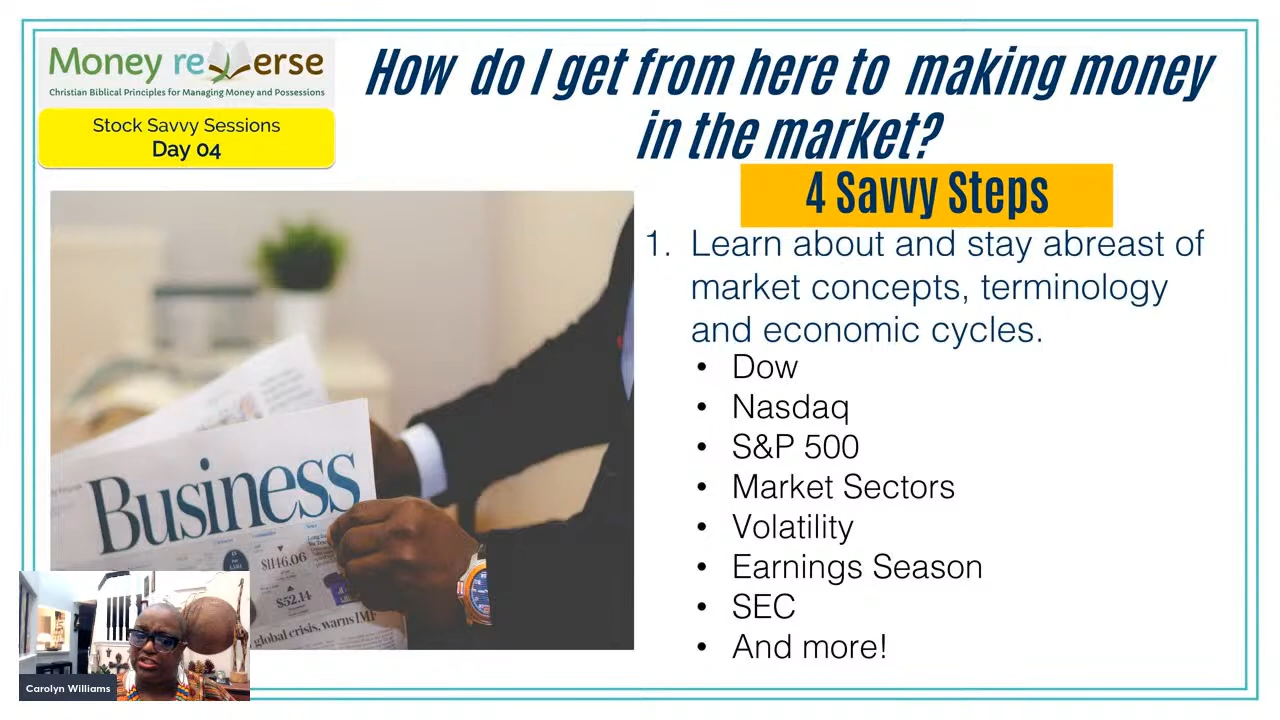 Money re erse
Christian Biblical Principles for Managing Money and Possessions
Stock Savvy Sessions
Day 04
How do I get from here to making money
in the market?
4 Savvy Steps
1. Learn about and stay abreast of
market concepts, terminology
and economic cycles.
• Dow
• Nasdaq
• S&P 500
• Market Sectors
• Volatility
• Earnings Season
• SEC
• And more!
Business
$1146.06
$52.14
global crisis, warns IMF
Carolyn Williams